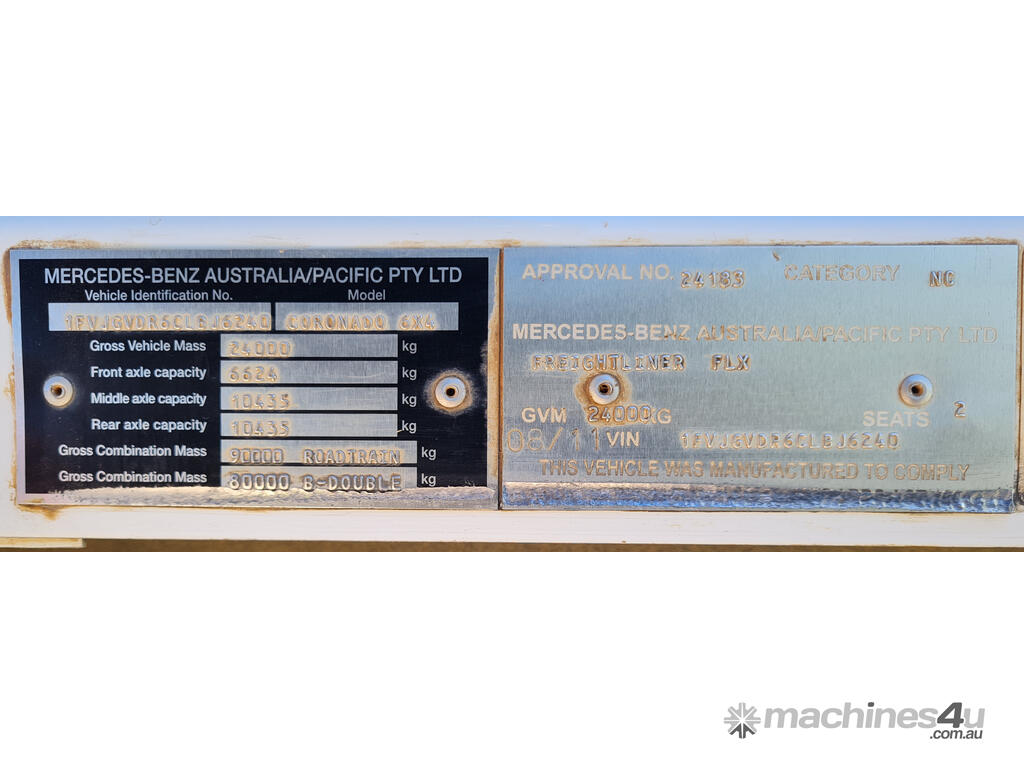 MERCEDES-BENZ AUSTRALIA/PACIFIC PTY LTD
Vehicle Identification No. Model
1FVJGVDR6CLBJ6240 CORONADO 6X4
Gross Vehicle Mass 24000 kg
Front axle capacity 6624 kg
Middle axle capacity 10435 kg
Rear axle capacity 10435 kg
Gross Combination Mass 90000 ROADTRAIN kg
Gross Combination Mass 80000 B-DOUBLE kg
APPROVAL NO. 24183 CATEGORY NC
MERCEDES-BENZ AUSTRALIA/PACIFIC PTY LTD
FREIGHTLINER FLX
GVM 24000KG SEATS 2
08/11 VIN 1FVJGVDR6CLBJ6240
THIS VEHICLE WAS MANUFACTURED TO COMPLY
machines4u
.com.au